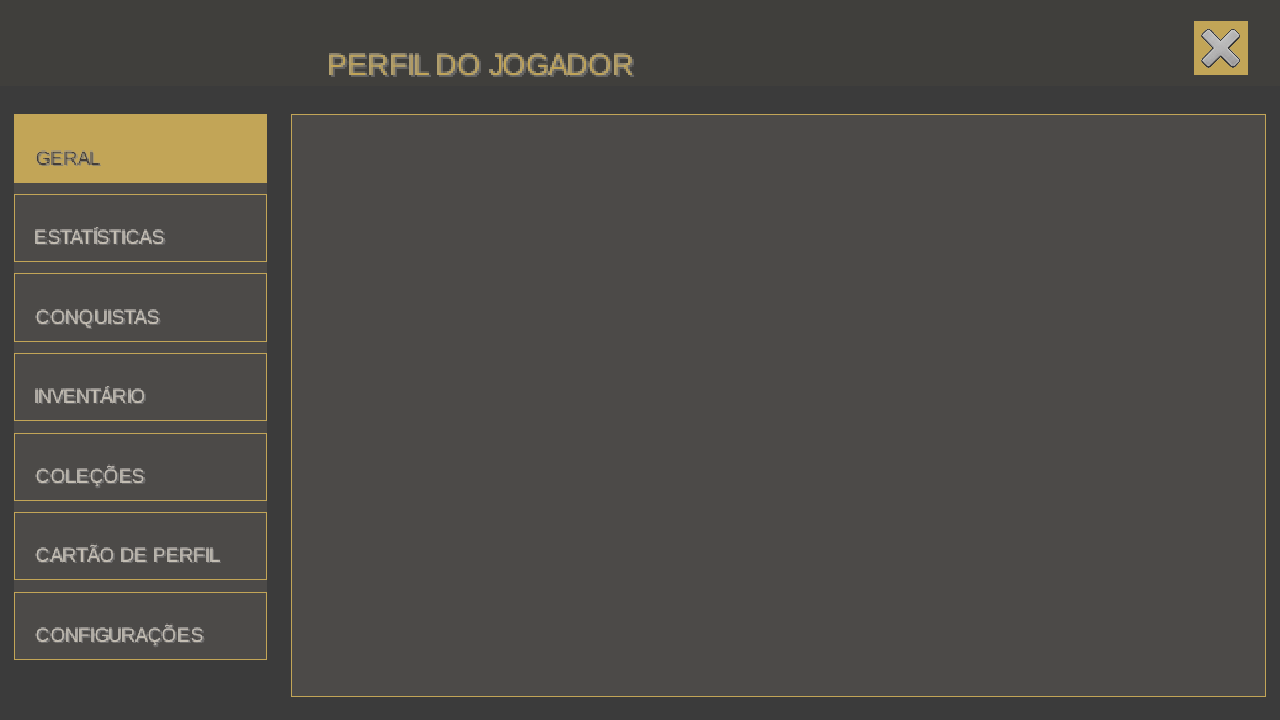 PERFIL DO JOGADOR
GERAL
ESTATÍSTICAS
CONQUISTAS
INVENTÁRIO
COLEÇÕES
CARTÃO DE PERFIL
CONFIGURAÇÕES